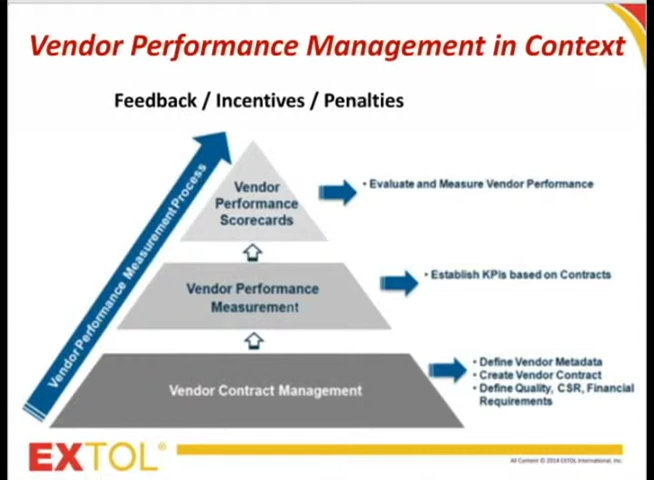 Vendor Performance Management in Context
Feedback / Incentives / Penalties
Vendor Performance Measurement Process
Vendor
Performance
Scorecards
• Evaluate and Measure Vendor Performance
Vendor Performance
Measurement
• Establish KPIs based on Contracts
Vendor Contract Management
• Define Vendor Metadata
• Create Vendor Contract
• Define Quality, CSR, Financial
Requirements
EXTOL®
All Content © 2014 EXTOL International, Inc.